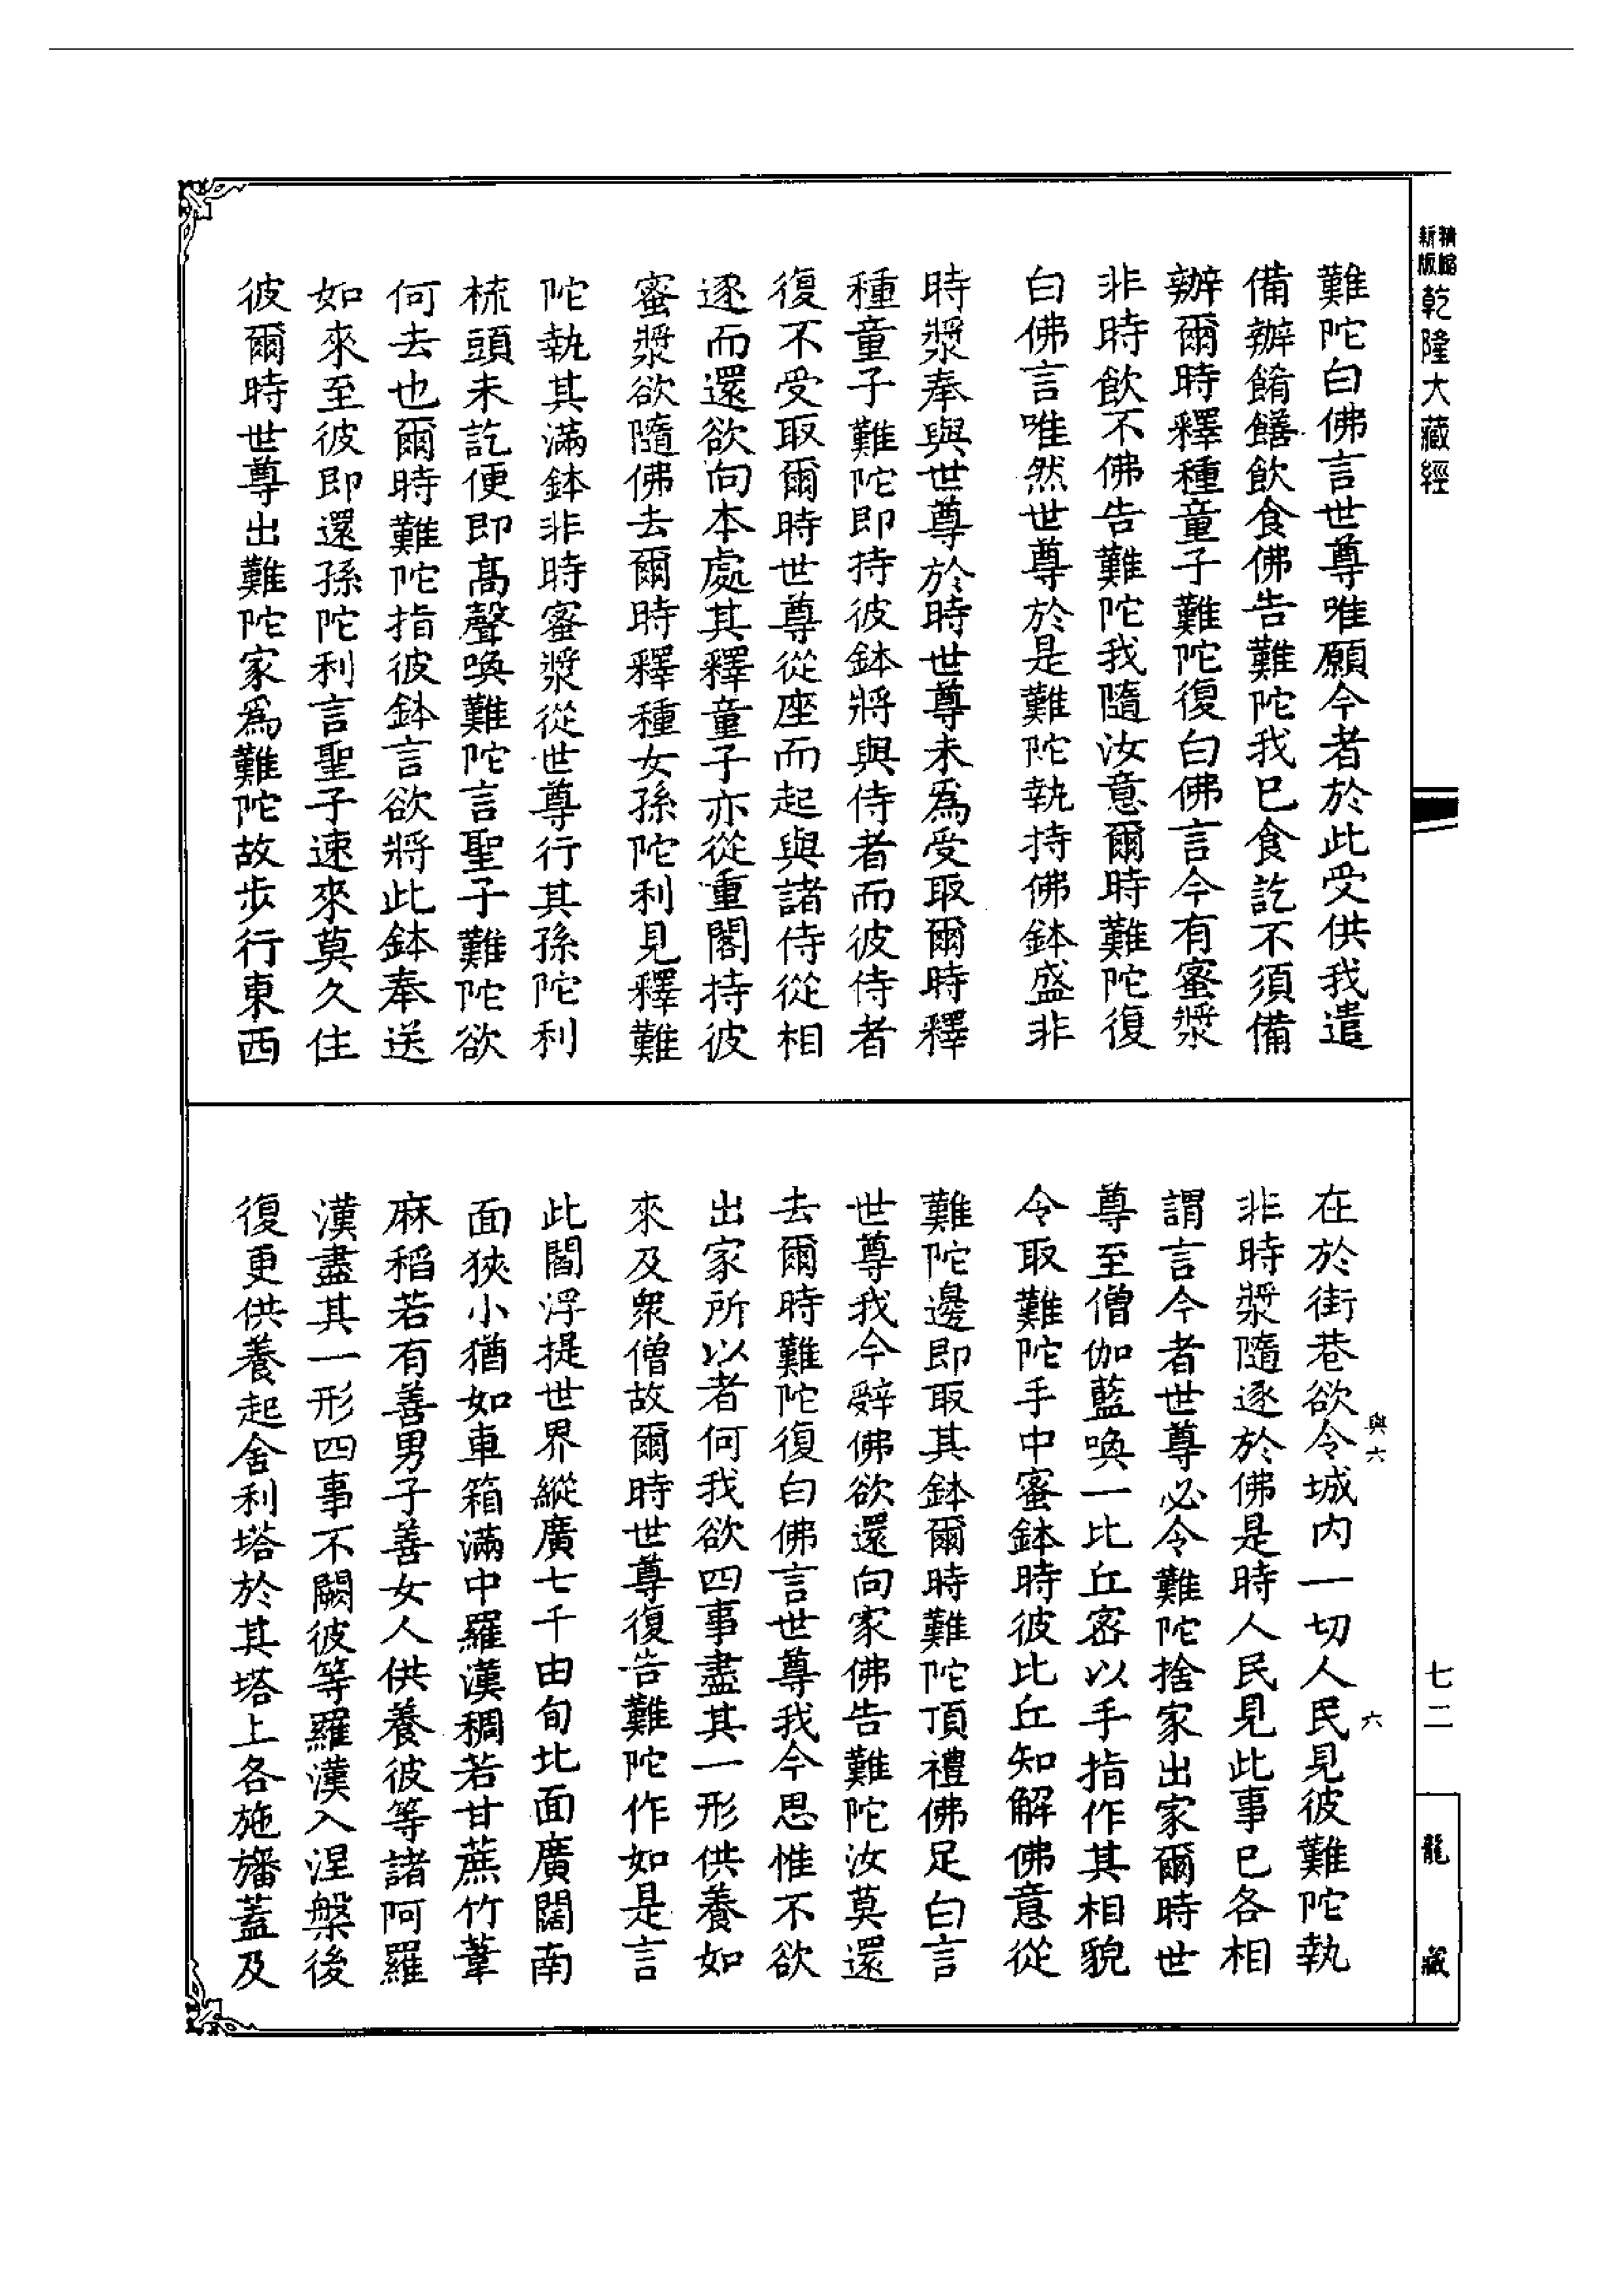 精縮新版乾隆大藏經
難陀白佛言世尊唯願今者於此受供我遣
備辦餚饍飲食佛告難陀我已食訖不須備
辦爾時釋種童子難陀復白佛言今有蜜漿
非時飲不佛告難陀我隨汝意爾時難陀復
白佛言唯然世尊於是難陀執持佛鉢盛非
時漿奉與世尊於時世尊未爲受取爾時釋
種童子難陀即持彼鉢將與侍者而彼侍者
復不受取爾時世尊從座而起與諸侍從相
逐而還欲向本處其釋童子亦從重閣持彼
蜜漿欲隨佛去爾時釋種女孫陀利見釋難
陀執其滿鉢非時蜜漿從世尊行其孫陀利
梳頭未訖便即高聲喚難陀言聖子難陀欲
何去也爾時難陀指彼鉢言欲將此鉢奉送
如來至彼即還孫陀利言聖子速來莫久住
彼爾時世尊出難陀家爲難陀故步行東西
在於街巷欲令城內一切人民見彼難陀執
非時漿隨逐於佛是時人民見此事已各相
謂言今者世尊必令難陀捨家出家爾時世
尊至僧伽藍喚一比丘密以手指作其相貌
令取難陀手中蜜鉢時彼比丘知解佛意從
難陀邊即取其鉢爾時難陀頂禮佛足白言
世尊我今辭佛欲還向家佛告難陀汝莫還
去爾時難陀復白佛言世尊我今思惟不欲
出家所以者何我欲四事盡其一形供養如
來及衆僧故爾時世尊復告難陀作如是言
此閻浮提世界縱廣七千由旬北面廣闊南
面狹小猶如車箱滿中羅漢稠若甘蔗竹葦
麻稻若有善男子善女人供養彼等諸阿羅
漢盡其一形四事不闕彼等羅漢入涅槃後
復更供養起舍利塔於其塔上各施旛蓋及
與六
六
七二
龍藏